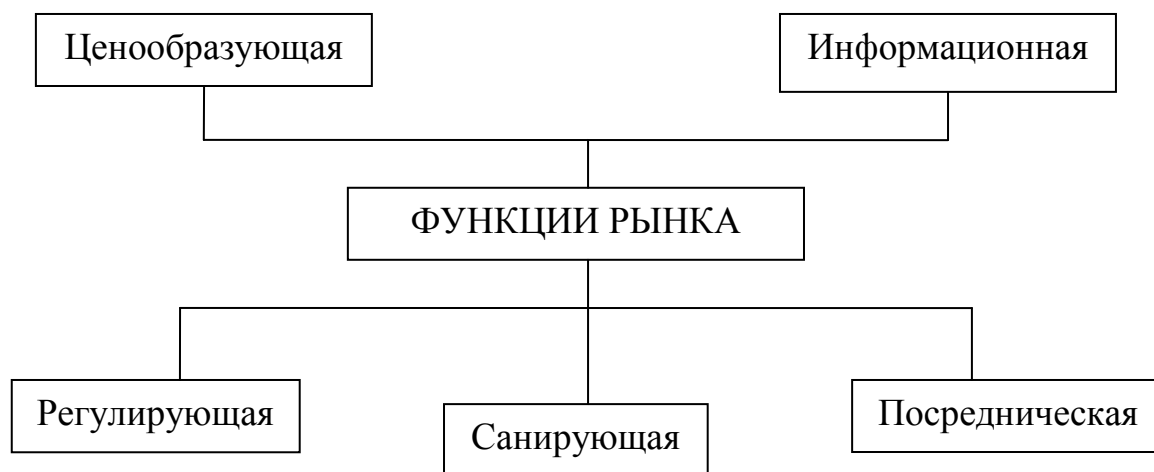 Ценообразующая
Информационная
ФУНКЦИИ РЫНКА
Регулирующая
Санирующая
Посредническая